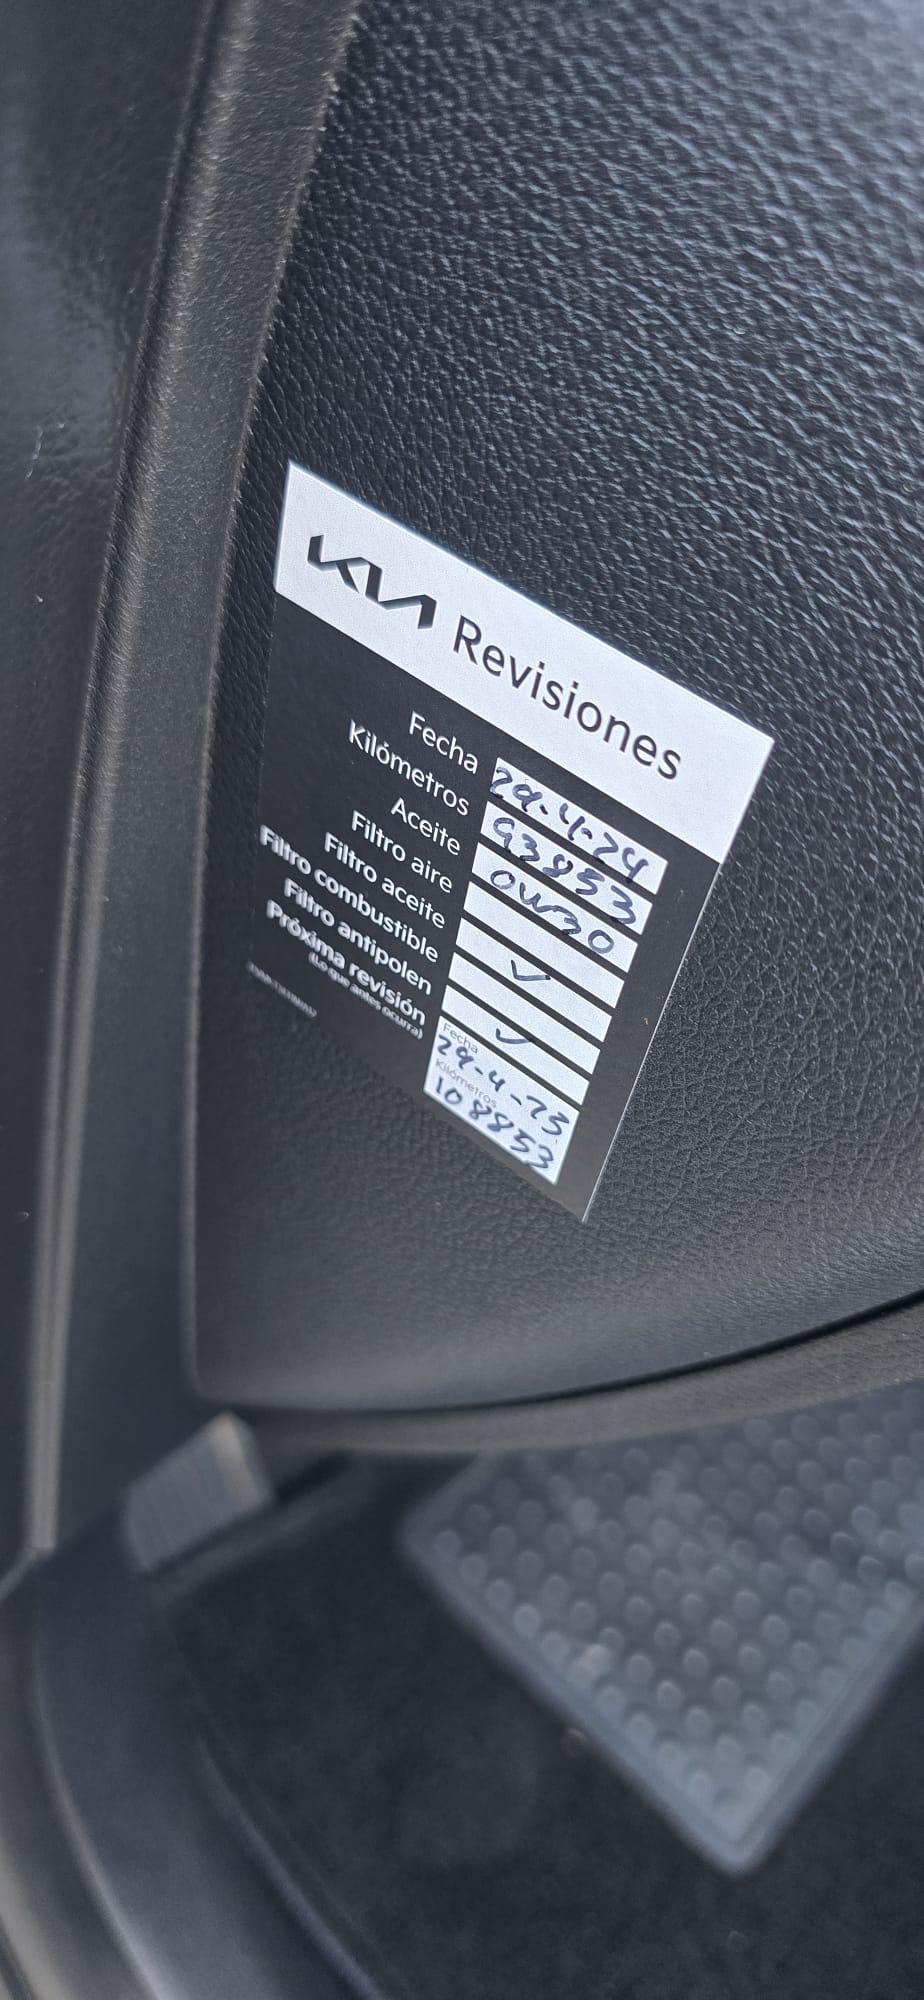 KIA Revisiones
Fecha 29-4-24
Kilómetros 93853
Aceite 0W30
Filtro aire
Filtro aceite ✓
Filtro combustible
Filtro antipolen ✓
Próxima revisión
(Lo que antes ocurra)
Fecha
29-4-25
Kilómetros
108853